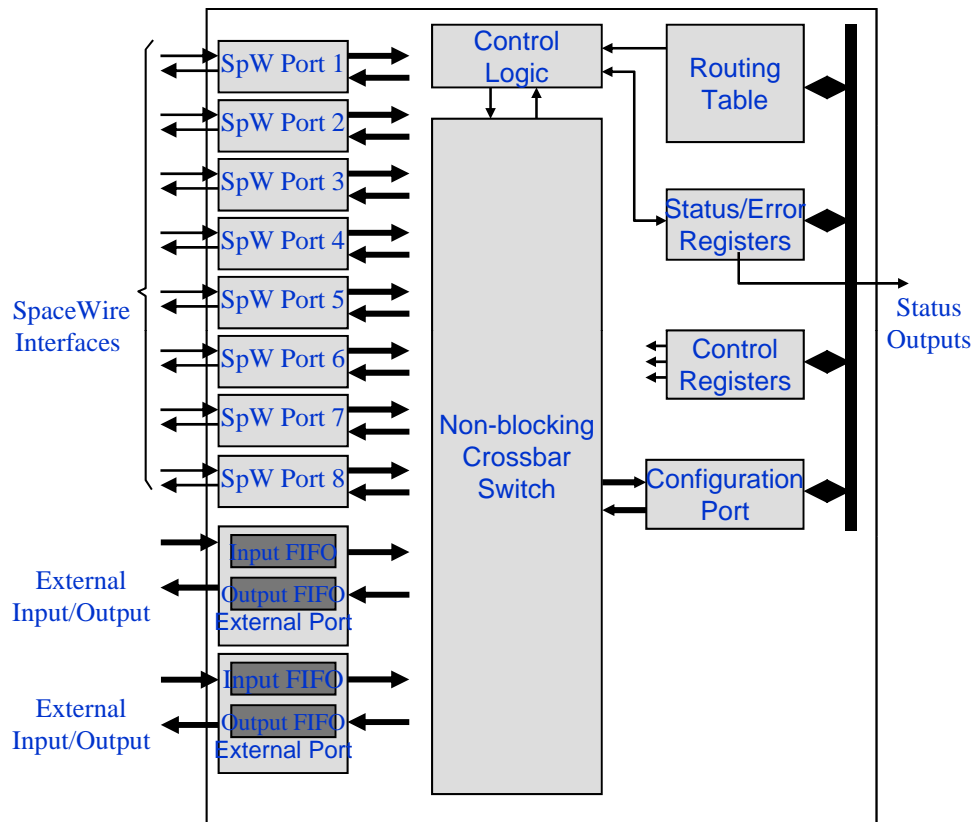 SpW Port 1
SpW Port 2
SpW Port 3
SpW Port 4
SpW Port 5
SpW Port 6
SpW Port 7
SpW Port 8
SpaceWire
Interfaces
Input FIFO
Output FIFO
External Port
External
Input/Output
Input FIFO
Output FIFO
External Port
External
Input/Output
Control
Logic
Non-blocking
Crossbar
Switch
Routing
Table
Status/Error
Registers
Status
Outputs
Control
Registers
Configuration
Port